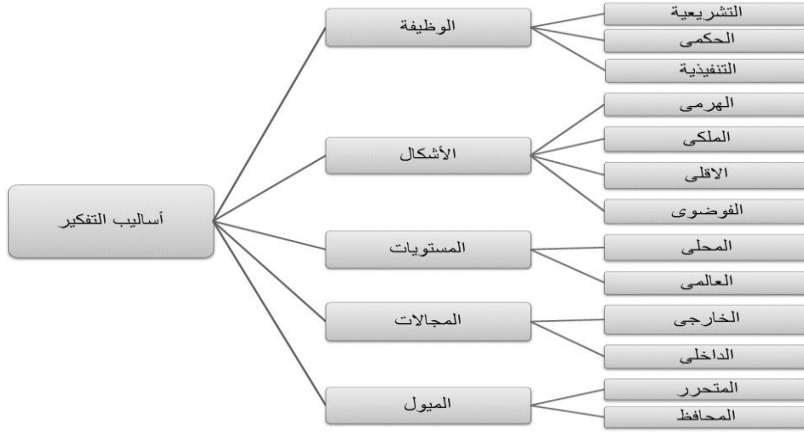 أساليب التفكير
الوظيفة
التشريعية
الحكمى
التنفيذية
الأشكال
الهرمى
الملكى
الاقلى
الفوضوى
المستويات
المحلى
العالمى
المجالات
الخارجى
الداخلى
الميول
المتحرر
المحافظ